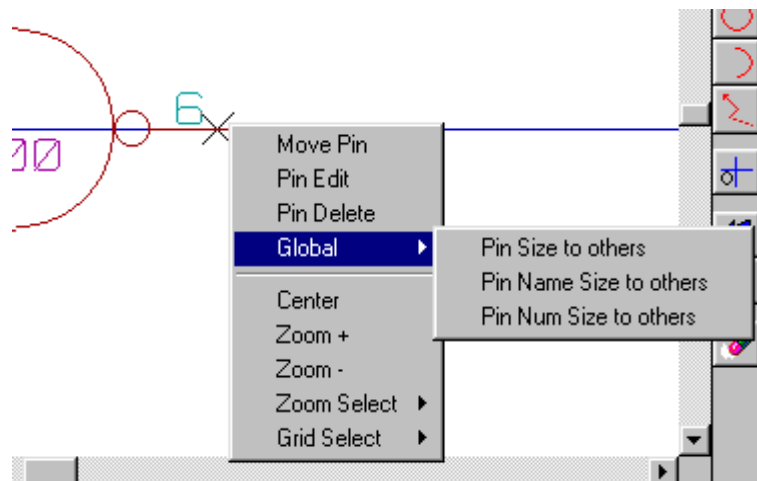 6
00
Move Pin
Pin Edit
Pin Delete
Global
Pin Size to others
Pin Name Size to others
Pin Num Size to others
Center
Zoom +
Zoom -
Zoom Select
Grid Select